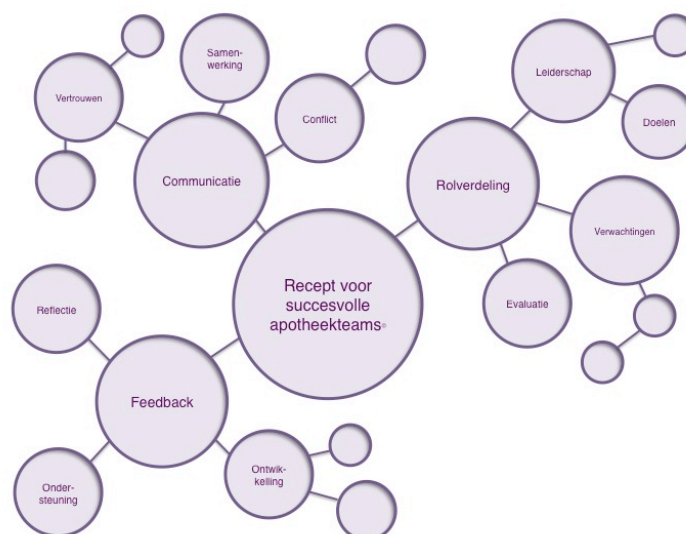 Samen-
werking
Leiderschap
Vertrouwen
Conflict
Doelen
Communicatie
Rolverdeling
Verwachtingen
Recept voor
succesvolle
apotheekteams®
Reflectie
Evaluatie
Feedback
Onder-
steuning
Ontwik-
kelling